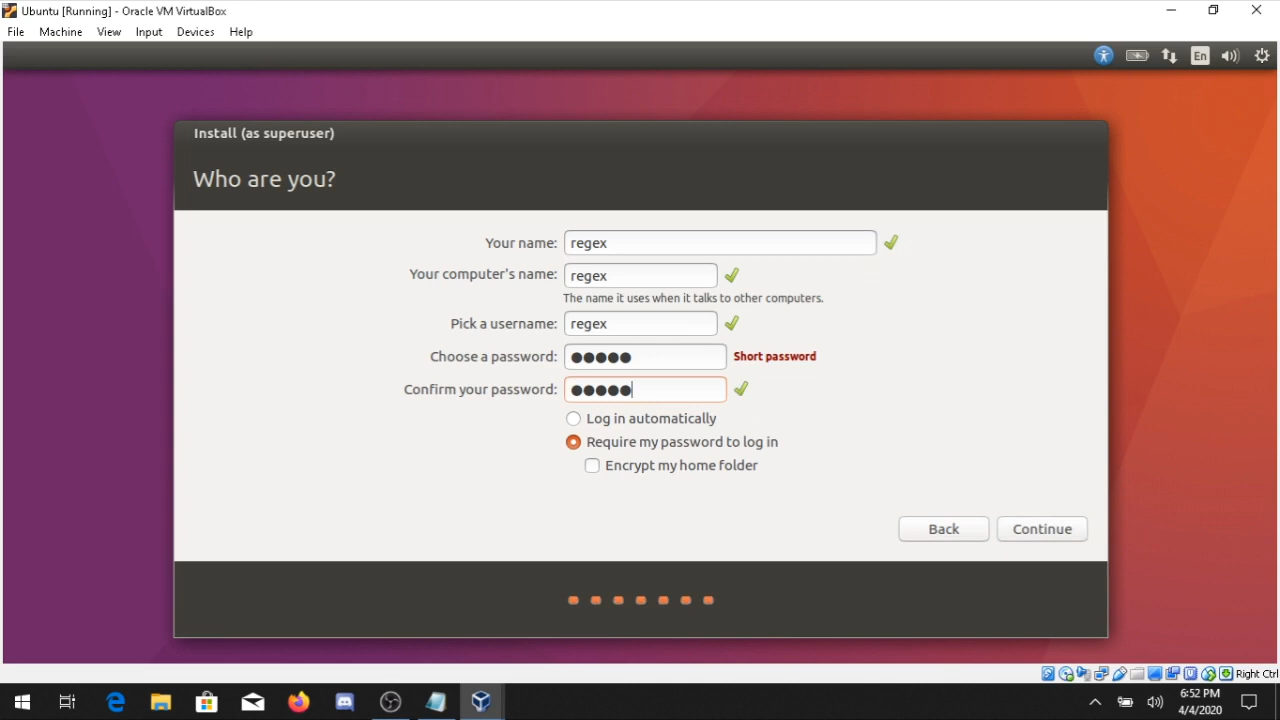 Ubuntu [Running] - Oracle VM VirtualBox
File Machine View Input Devices Help
En
Install (as superuser)
Who are you?
Your name: regex
Your computer's name: regex
The name it uses when it talks to other computers.
Pick a username: regex
Choose a password: ●●●●● Short password
Confirm your password: ●●●●●
Log in automatically
Require my password to log in
Encrypt my home folder
Back Continue
Right Ctrl
6:52 PM
4/4/2020